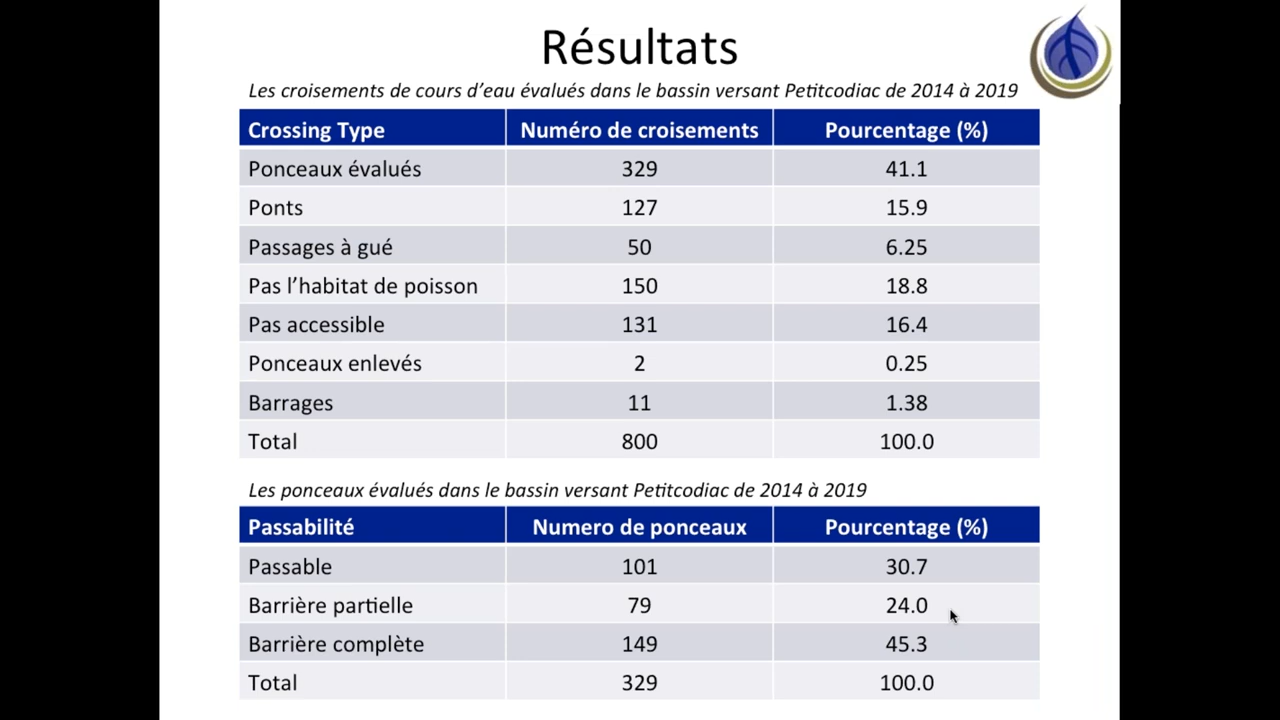 Résultats
Les croisements de cours d'eau évalués dans le bassin versant Petitcodiac de 2014 à 2019
Crossing Type Numéro de croisements Pourcentage (%)
Ponceaux évalués 329 41.1
Ponts 127 15.9
Passages à gué 50 6.25
Pas l'habitat de poisson 150 18.8
Pas accessible 131 16.4
Ponceaux enlevés 2 0.25
Barrages 11 1.38
Total 800 100.0
Les ponceaux évalués dans le bassin versant Petitcodiac de 2014 à 2019
Passabilité Numero de ponceaux Pourcentage (%)
Passable 101 30.7
Barrière partielle 79 24.0
Barrière complète 149 45.3
Total 329 100.0